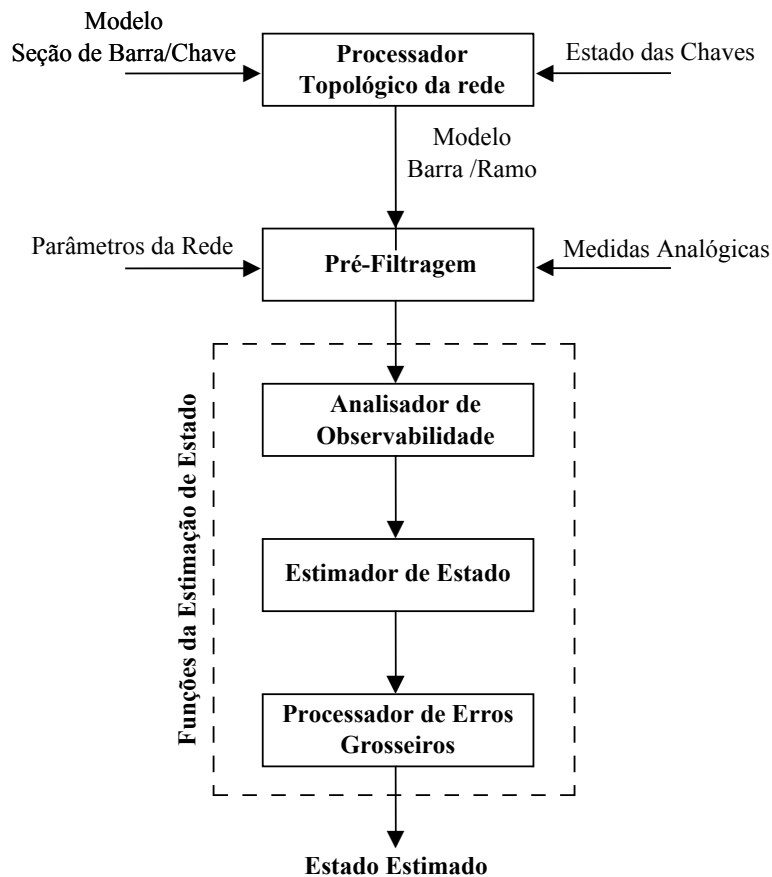 Modelo
Seção de Barra/Chave
Processador
Topológico da rede
Estado das Chaves
Modelo
Barra /Ramo
Parâmetros da Rede
Pré-Filtragem
Medidas Analógicas
Funções da Estimação de Estado
Analisador de
Observabilidade
Estimador de Estado
Processador de Erros
Grosseiros
Estado Estimado